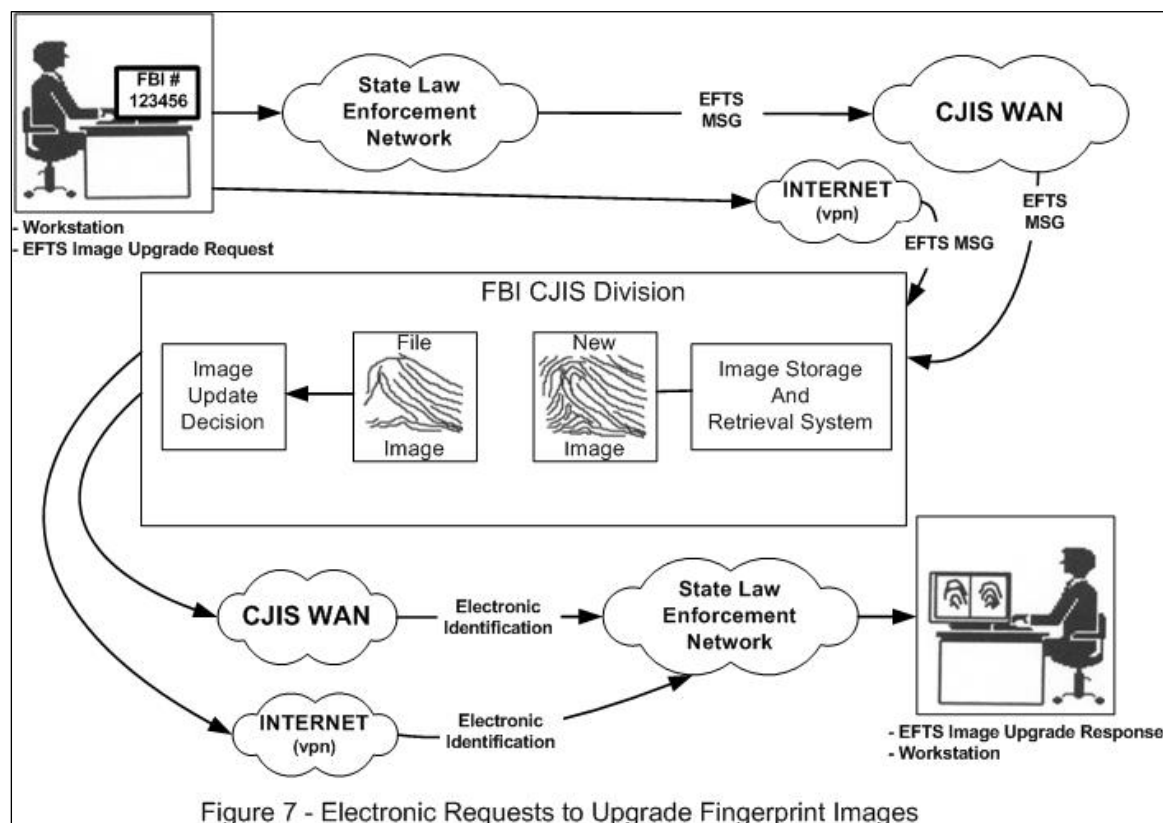 FBI #
123456
- Workstation
- EFTS Image Upgrade Request
State Law
Enforcement
Network
EFTS
MSG
CJIS WAN
INTERNET
(vpn)
EFTS MSG
EFTS
MSG
FBI CJIS Division
Image
Update
Decision
File
Image
New
Image
Image Storage
And
Retrieval System
CJIS WAN
Electronic
Identification
State Law
Enforcement
Network
INTERNET
(vpn)
Electronic
Identification
- EFTS Image Upgrade Response
- Workstation
Figure 7 - Electronic Requests to Upgrade Fingerprint Images